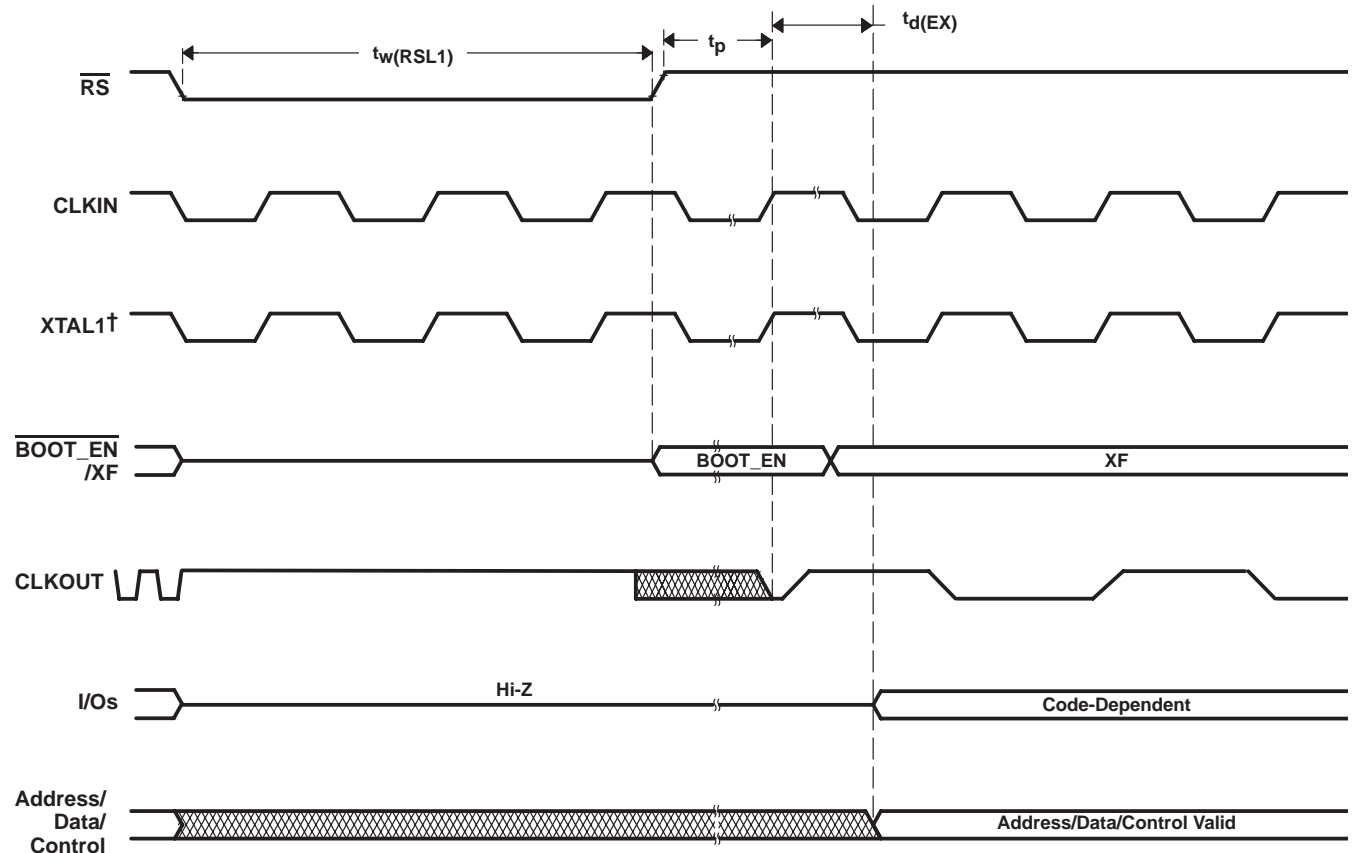 td(EX)
tw(RSL1)
tp
RS
CLKIN
XTAL1†
BOOT_EN
/XF
BOOT_EN
XF
CLKOUT
I/Os
Hi-Z
Code-Dependent
Address/
Data/
Control
Address/Data/Control Valid